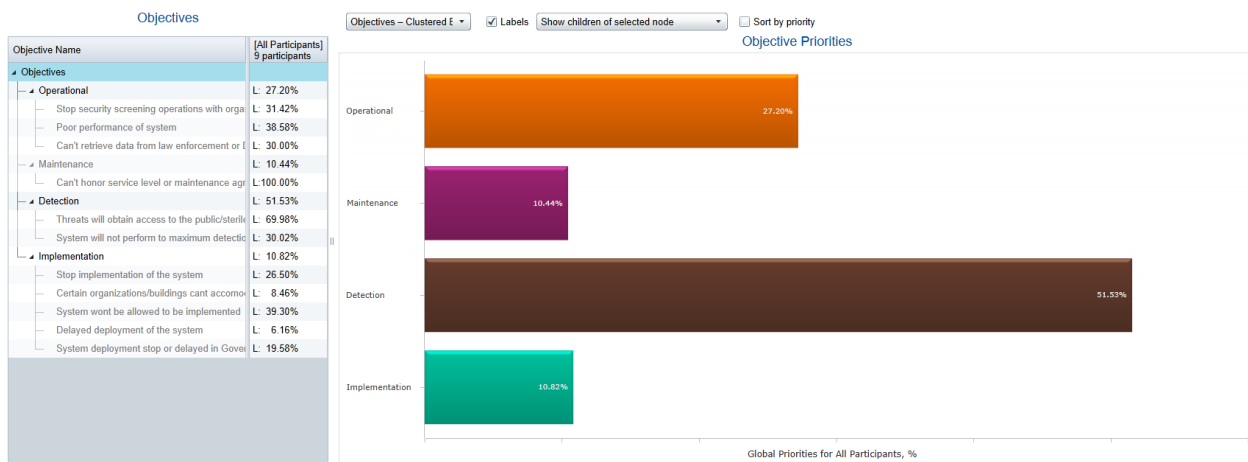 Objectives
Objective Name
[All Participants]
9 participants
Objectives
Operational L: 27.20%
Stop security screening operations with orga L: 31.42%
Poor performance of system L: 38.58%
Can't retrieve data from law enforcement or L: 30.00%
Maintenance L: 10.44%
Can't honor service level or maintenance agr L:100.00%
Detection L: 51.53%
Threats will obtain access to the public/sterile L: 69.98%
System will not perform to maximum detectio L: 30.02%
Implementation L: 10.82%
Stop implementation of the system L: 26.50%
Certain organizations/buildings cant accomo L: 8.46%
System wont be allowed to be implemented L: 39.30%
Delayed deployment of the system L: 6.16%
System deployment stop or delayed in Gove L: 19.58%
Objectives – Clustered B
Labels
Show children of selected node
Sort by priority
Objective Priorities
Operational 27.20%
Maintenance 10.44%
Detection 51.53%
Implementation 10.82%
Global Priorities for All Participants, %